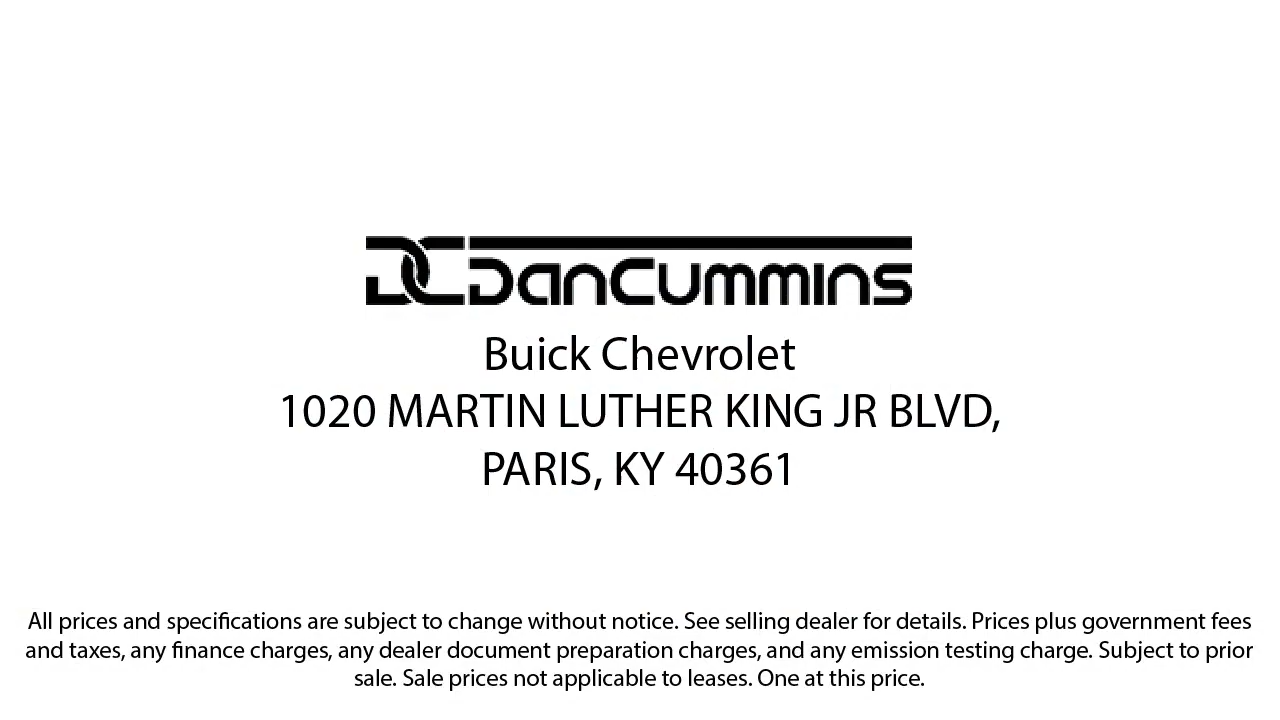 DC DanCummins
Buick Chevrolet
1020 MARTIN LUTHER KING JR BLVD,
PARIS, KY 40361
All prices and specifications are subject to change without notice. See selling dealer for details. Prices plus government fees
and taxes, any finance charges, any dealer document preparation charges, and any emission testing charge. Subject to prior
sale. Sale prices not applicable to leases. One at this price.